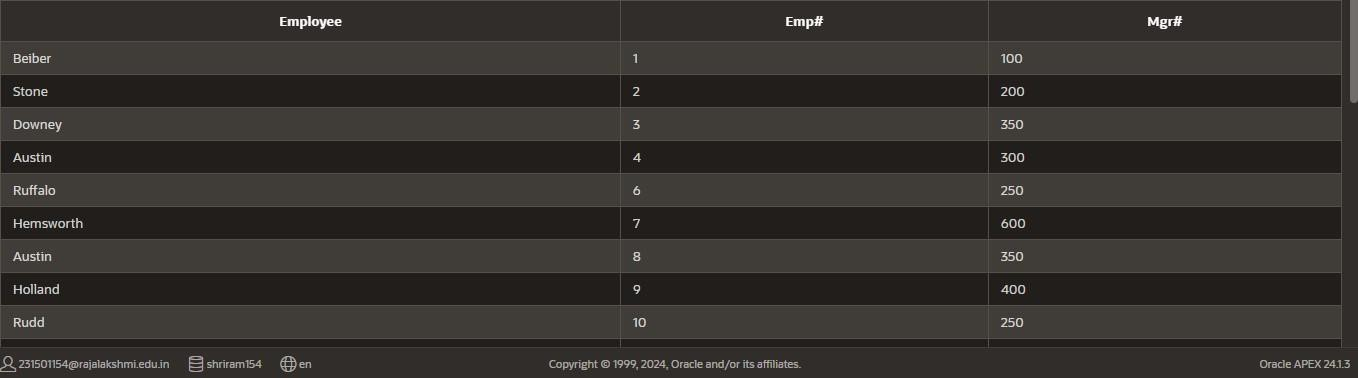 Employee Emp# Mgr#
Beiber 1 100
Stone 2 200
Downey 3 350
Austin 4 300
Ruffalo 6 250
Hemsworth 7 600
Austin 8 350
Holland 9 400
Rudd 10 250
231501154@rajalakshmi.edu.in shriram154 en Copyright © 1999, 2024, Oracle and/or its affiliates. Oracle APEX 24.1.3